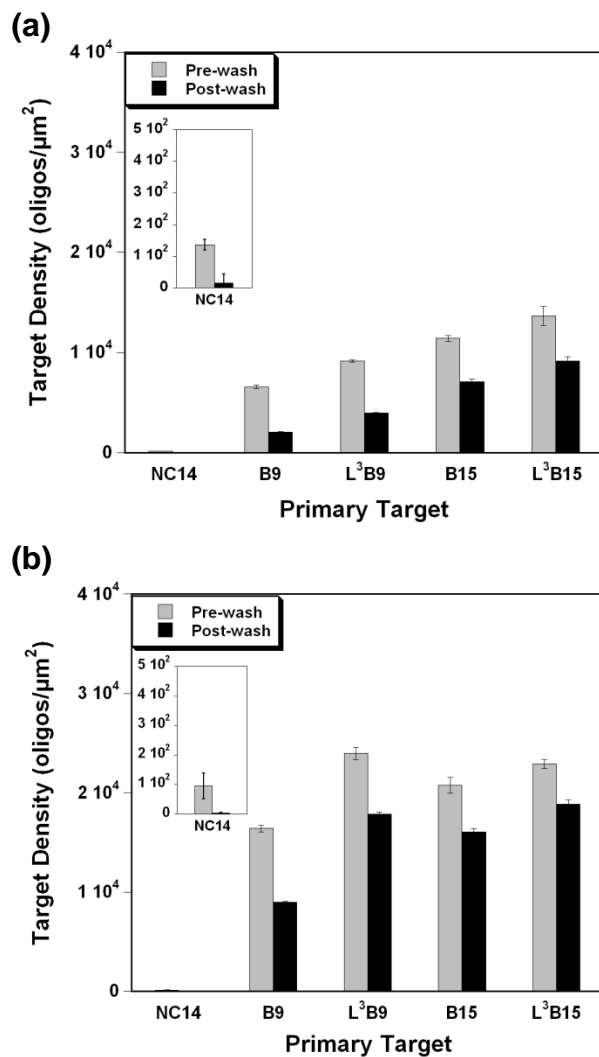 (a)
4 10⁴
Pre-wash
Post-wash
5 10²
4 10²
3 10²
2 10²
1 10²
0
NC14
3 10⁴
2 10⁴
1 10⁴
0
Target Density (oligos/µm²)
NC14 B9 L³B9 B15 L³B15
Primary Target
(b)
4 10⁴
Pre-wash
Post-wash
5 10²
4 10²
3 10²
2 10²
1 10²
0
NC14
3 10⁴
2 10⁴
1 10⁴
0
Target Density (oligos/µm²)
NC14 B9 L³B9 B15 L³B15
Primary Target